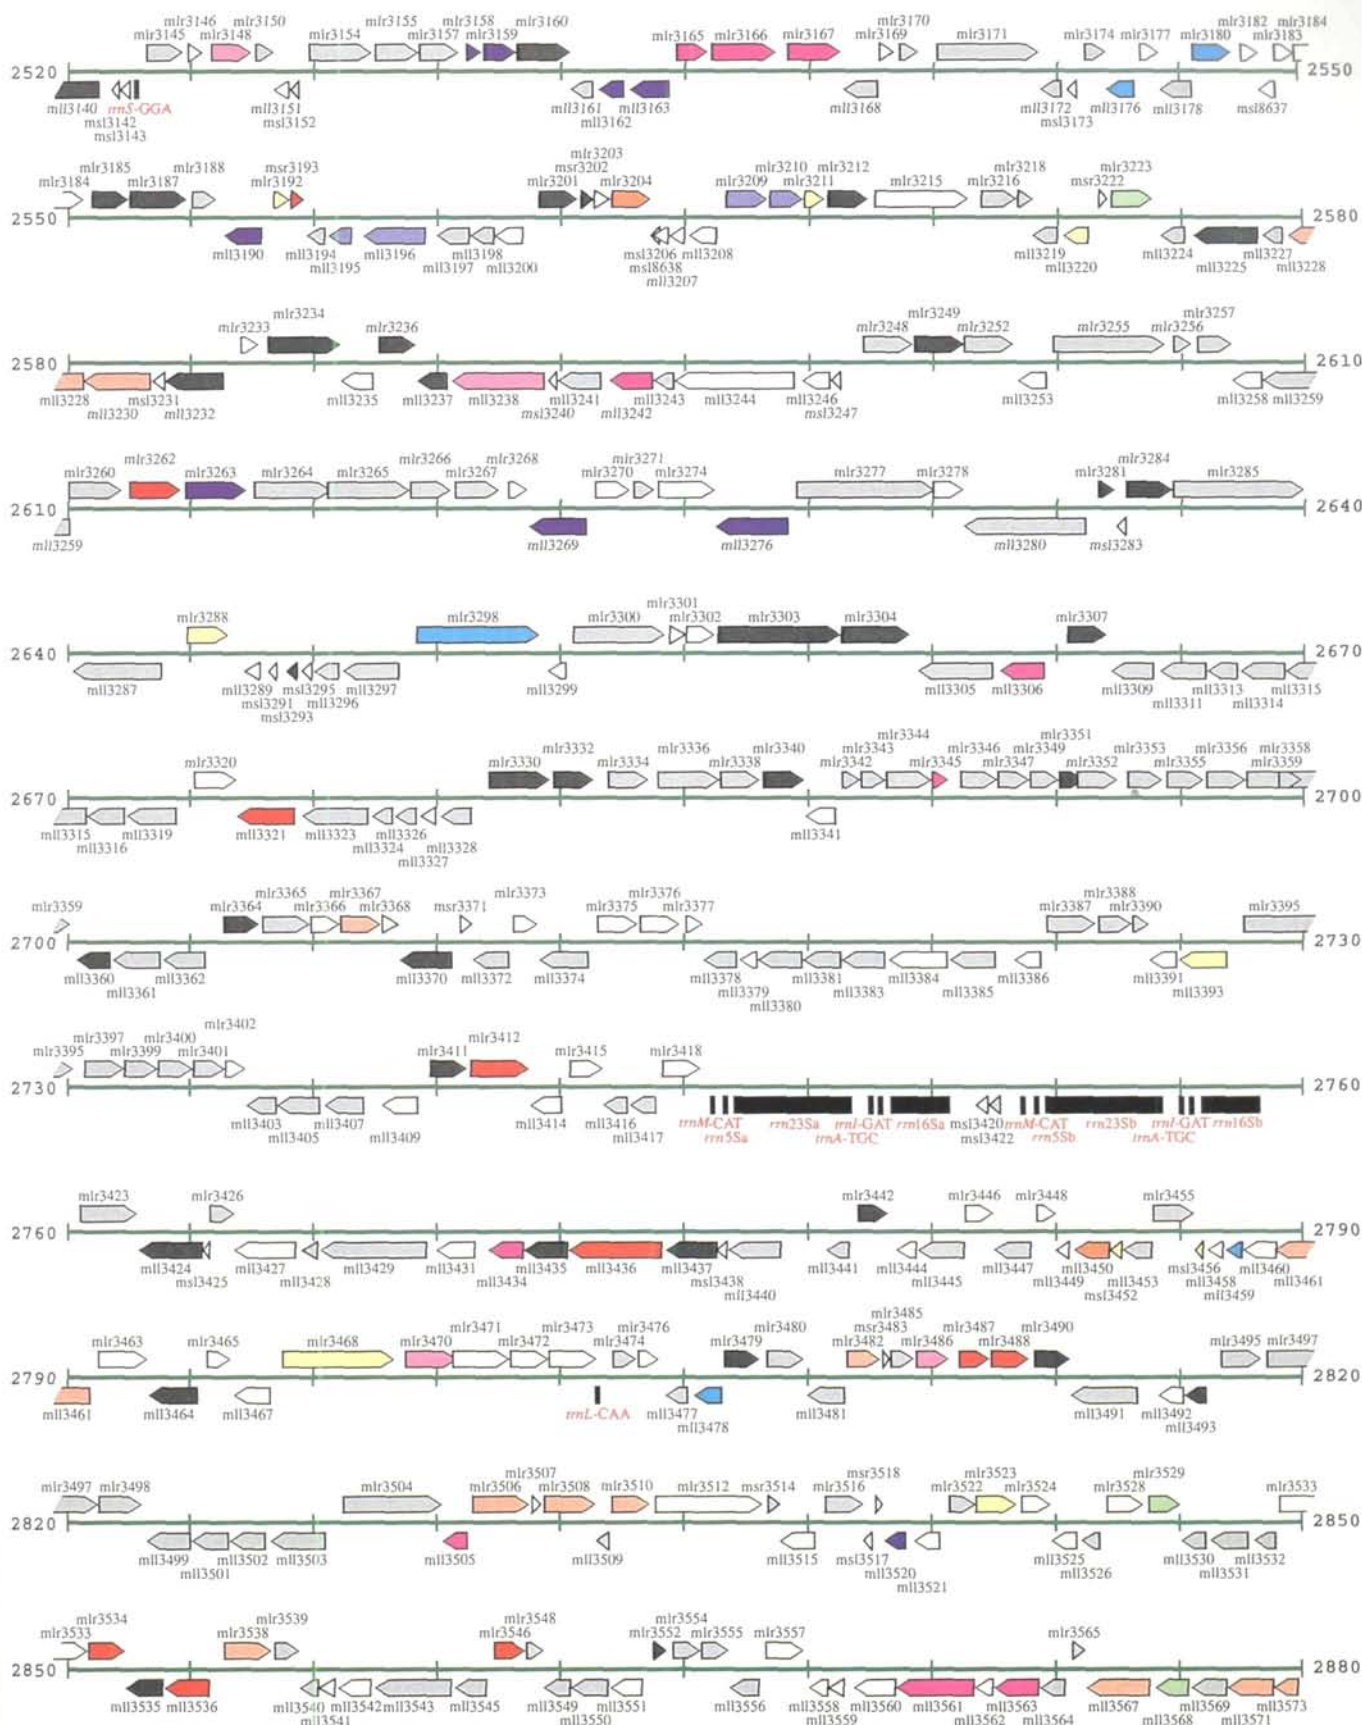 mlr3146 mlr3150 mlr3155 mlr3158 mlr3160 mlr3170 mlr3182 mlr3184
mlr3145 mlr3148 mlr3154 mlr3157 mlr3159 mlr3165 mlr3166 mlr3167 mlr3169 mlr3171 mlr3174 mlr3177 mlr3180 mlr3183
2520 2550
mll3140 msl3142 rrnS-GGA mll3151 mll3161 mll3163 mll3168 mll3172 mll3176 mll3178 msl8637
msl3143 msl3152 mll3162 msl3173
mlr3203
mlr3185 mlr3188 msr3193 msr3202 mlr3210 mlr3212 mlr3218 mlr3223
mlr3184 mlr3187 mlr3192 mlr3201 mlr3204 mlr3209 mlr3211 mlr3215 mlr3216 msr3222
2550 2580
mll3190 mll3194 mll3196 mll3198 msl3206 mll3208 mll3219 mll3224 mll3227
mll3195 mll3197 mll3200 msl8638 mll3220 mll3225 mll3228
mll3207
mlr3234 mlr3249 mlr3257
mlr3233 mlr3236 mlr3248 mlr3252 mlr3255 mlr3256
2580 2610
mll3228 msl3231 mll3235 mll3237 mll3238 mll3241 mll3243 mll3244 mll3246 mll3253 mll3258 mll3259
mll3230 mll3232 msl3240 mll3242 msl3247
mlr3262 mlr3266 mlr3268 mlr3271 mlr3284
mlr3260 mlr3263 mlr3264 mlr3265 mlr3267 mlr3270 mlr3274 mlr3277 mlr3278 mlr3281 mlr3285
2610 2640
mll3259 mll3269 mll3276 mll3280 msl3283
mlr3301
mlr3288 mlr3298 mlr3300 mlr3302 mlr3303 mlr3304 mlr3307
2640 2670
mll3287 mll3289 msl3295 mll3297 mll3299 mll3305 mll3306 mll3309 mll3313 mll3315
msl3291 mll3296 mll3311 mll3314
msl3293
mlr3351
mlr3332 mlr3344 mlr3349 mlr3353 mlr3356 mlr3358
mlr3320 mlr3330 mlr3334 mlr3336 mlr3338 mlr3340 mlr3342 mlr3343 mlr3345 mlr3346 mlr3347 mlr3352 mlr3355 mlr3359
2670 2700
mll3315 mll3319 mll3321 mll3323 mll3326 mll3328 mll3341
mll3316 mll3324 mll3327
mlr3365 mlr3367 mlr3373 mlr3376 mlr3388
mlr3359 mlr3364 mlr3366 mlr3368 msr3371 mlr3375 mlr3377 mlr3387 mlr3390 mlr3395
2700 2730
mll3360 mll3362 mll3370 mll3372 mll3374 mll3378 mll3381 mll3384 mll3386 mll3391
mll3361 mll3379 mll3380 mll3383 mll3385 mll3393
mlr3402
mlr3397 mlr3400 mlr3412
mlr3395 mlr3399 mlr3401 mlr3411 mlr3415 mlr3418
2730 2760
mll3403 mll3407 mll3414 mll3416 rrnM-CAT rrn23Sa rrnI-GAT rrn16Sa msl3420 rrnM-CAT rrn23Sb rrnI-GAT rrn16Sb
mll3405 mll3409 mll3417 rrn5Sa rrnA-TGC msl3422 rrn5Sb rrnA-TGC
mlr3423 mlr3426 mlr3442 mlr3446 mlr3448 mlr3455
2760 2790
mll3424 mll3427 mll3429 mll3431 mll3434 mll3436 mll3437 mll3441 mll3444 mll3447 mll3450 mll3453 msl3456 mll3460
msl3425 mll3428 mll3435 msl3438 mll3445 mll3449 mll3458 mll3461
mll3440 msl3452 mll3459
mlr3485
mlr3471 mlr3473 mlr3476 mlr3480 msr3483 mlr3487 mlr3490
mlr3463 mlr3465 mlr3468 mlr3470 mlr3472 mlr3474 mlr3479 mlr3482 mlr3486 mlr3488 mlr3495 mlr3497
2790 2820
mll3461 mll3464 mll3467 rrnL-CAA mll3477 mll3481 mll3491 mll3492
mll3478 mll3493
mlr3507 msr3518 mlr3523 mlr3529
mlr3497 mlr3498 mlr3504 mlr3506 mlr3508 mlr3510 mlr3512 msr3514 mlr3516 mlr3522 mlr3524 mlr3528 mlr3533
2820 2850
mll3499 mll3502 mll3503 mll3505 mll3509 mll3515 msl3517 mll3525 mll3530 mll3532
mll3501 mll3520 mll3526 mll3531
mll3521
mlr3534 mlr3539 mlr3548 mlr3554
mlr3533 mlr3538 mlr3546 mlr3552 mlr3555 mlr3557 mlr3565
2850 2880
mll3535 mll3536 mll3540 mll3542 mll3543 mll3545 mll3549 mll3551 mll3556 mll3558 mll3560 mll3561 mll3563 mll3567 mll3569 mll3573
mll3541 mll3550 mll3559 mll3562 mll3564 mll3568 mll3571